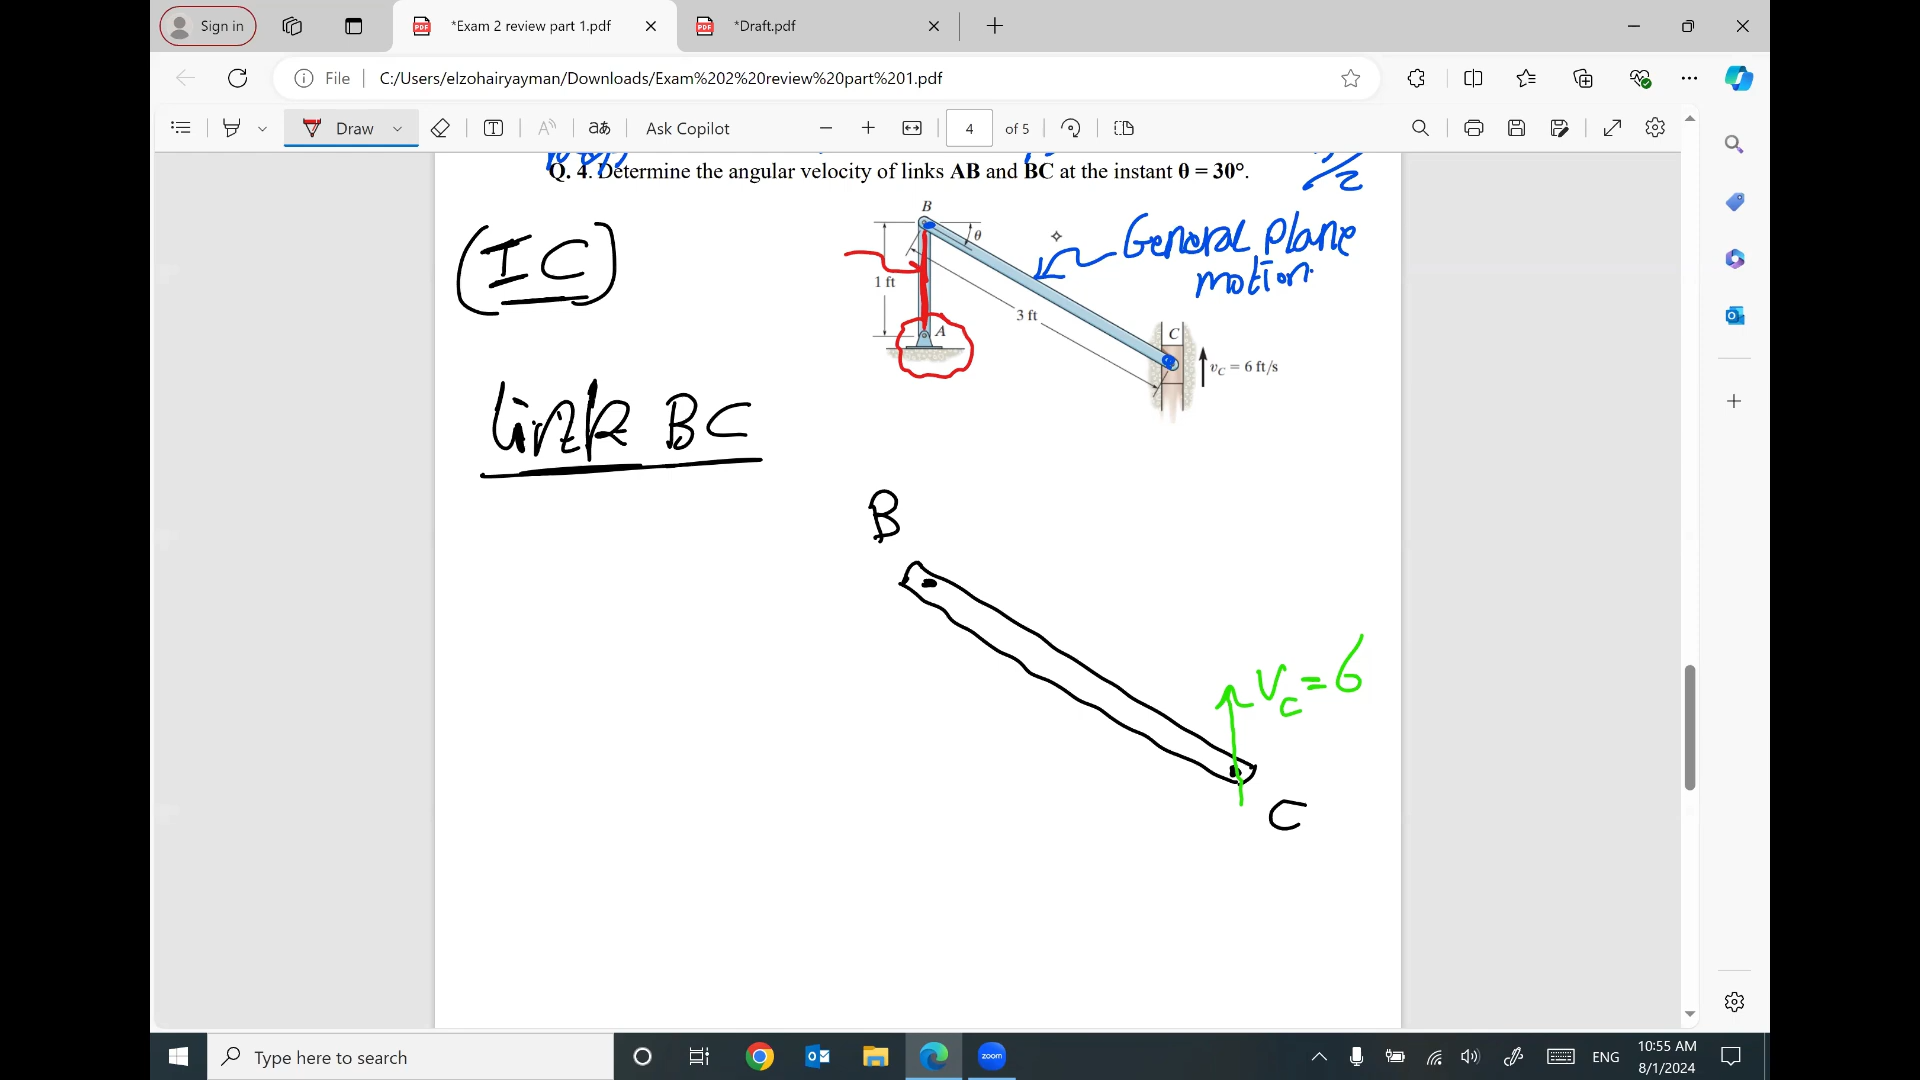 Sign in
*Exam 2 review part 1.pdf
*Draft.pdf
File
C:/Users/elzohairyayman/Downloads/Exam%202%20review%20part%201.pdf
Draw
Ask Copilot
4 of 5
Q. 4. Determine the angular velocity of links AB and BC at the instant θ = 30°.
(IC)
B
θ
General plane
motion
1 ft
3 ft
A
C
vC = 6 ft/s
link BC
B
Vc = 6
C
Type here to search
zoom
ENG
10:55 AM
8/1/2024